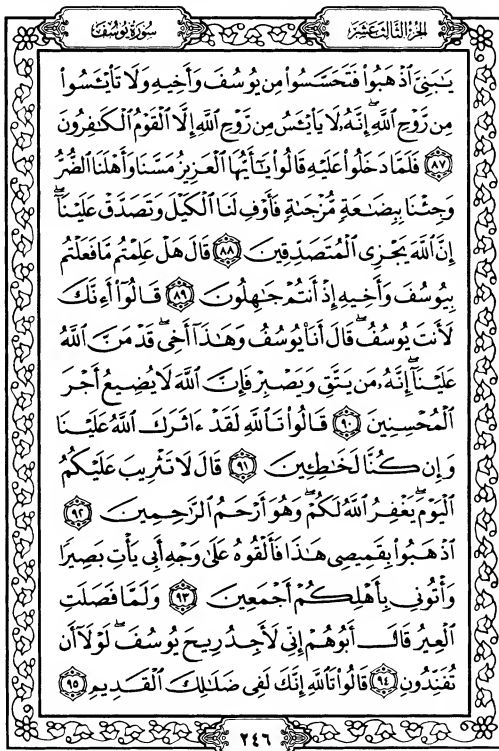 الجزء الثالث عشر
سورة يوسف
يَٰبَنِىَّ ٱذْهَبُوا۟ فَتَحَسَّسُوا۟ مِن يُوسُفَ وَأَخِيهِ وَلَا تَا۟يْـَٔسُوا۟
مِن رَّوْحِ ٱللَّهِ ۖ إِنَّهُۥ لَا يَا۟يْـَٔسُ مِن رَّوْحِ ٱللَّهِ إِلَّا ٱلْقَوْمُ ٱلْكَٰفِرُونَ
٨٧ فَلَمَّا دَخَلُوا۟ عَلَيْهِ قَالُوا۟ يَٰٓأَيُّهَا ٱلْعَزِيزُ مَسَّنَا وَأَهْلَنَا ٱلضُّرُّ
وَجِئْنَا بِبِضَٰعَةٍ مُّزْجَىٰةٍ فَأَوْفِ لَنَا ٱلْكَيْلَ وَتَصَدَّقْ عَلَيْنَآ ۖ
إِنَّ ٱللَّهَ يَجْزِى ٱلْمُتَصَدِّقِينَ ٨٨ قَالَ هَلْ عَلِمْتُم مَّا فَعَلْتُم
بِيُوسُفَ وَأَخِيهِ إِذْ أَنتُمْ جَٰهِلُونَ ٨٩ قَالُوٓا۟ أَءِنَّكَ
لَأَنتَ يُوسُفُ ۖ قَالَ أَنَا۠ يُوسُفُ وَهَٰذَآ أَخِى ۖ قَدْ مَنَّ ٱللَّهُ
عَلَيْنَآ ۖ إِنَّهُۥ مَن يَتَّقِ وَيَصْبِرْ فَإِنَّ ٱللَّهَ لَا يُضِيعُ أَجْرَ
ٱلْمُحْسِنِينَ ٩٠ قَالُوا۟ تَٱللَّهِ لَقَدْ ءَاثَرَكَ ٱللَّهُ عَلَيْنَا
وَإِن كُنَّا لَخَٰطِـِٔينَ ٩١ قَالَ لَا تَثْرِيبَ عَلَيْكُمُ
ٱلْيَوْمَ ۖ يَغْفِرُ ٱللَّهُ لَكُمْ ۖ وَهُوَ أَرْحَمُ ٱلرَّٰحِمِينَ ٩٢
ٱذْهَبُوا۟ بِقَمِيصِى هَٰذَا فَأَلْقُوهُ عَلَىٰ وَجْهِ أَبِى يَأْتِ بَصِيرًا
وَأْتُونِى بِأَهْلِكُمْ أَجْمَعِينَ ٩٣ وَلَمَّا فَصَلَتِ
ٱلْعِيرُ قَالَ أَبُوهُمْ إِنِّى لَأَجِدُ رِيحَ يُوسُفَ ۖ لَوْلَآ أَن
تُفَنِّدُونِ ٩٤ قَالُوا۟ تَٱللَّهِ إِنَّكَ لَفِى ضَلَٰلِكَ ٱلْقَدِيمِ ٩٥
٢٤٦